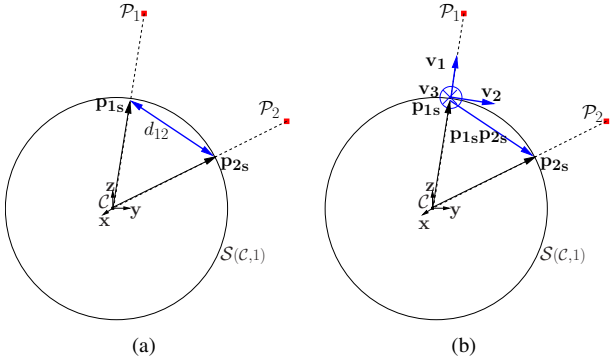 𝒫₁
p₁ₛ
d₁₂
𝒫₂
p₂ₛ
z
𝒞
y
x
𝒮(𝒞,1)
(a)
𝒫₁
v₁
v₃
v₂
p₁ₛ
𝒫₂
p₁ₛp₂ₛ
p₂ₛ
z
𝒞
y
x
𝒮(𝒞,1)
(b)